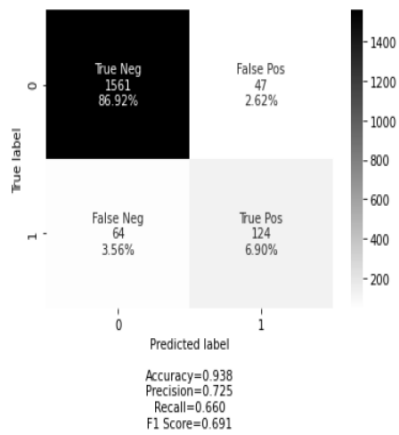 True Neg
1561
86.92%
False Pos
47
2.62%
False Neg
64
3.56%
True Pos
124
6.90%
True label
0
1
0
1
Predicted label
1400
1200
1000
800
600
400
200
Accuracy=0.938
Precision=0.725
Recall=0.660
F1 Score=0.691